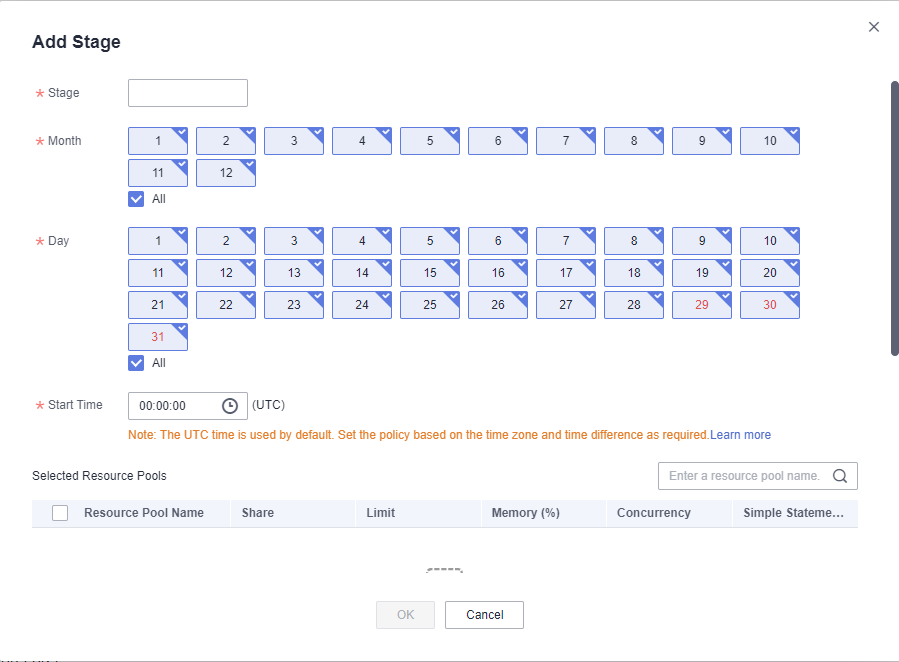 Add Stage
* Stage
* Month 1 2 3 4 5 6 7 8 9 10
11 12
All
* Day 1 2 3 4 5 6 7 8 9 10
11 12 13 14 15 16 17 18 19 20
21 22 23 24 25 26 27 28 29 30
31
All
* Start Time 00:00:00 (UTC)
Note: The UTC time is used by default. Set the policy based on the time zone and time difference as required.Learn more
Selected Resource Pools Enter a resource pool name.
Resource Pool Name Share Limit Memory (%) Concurrency Simple Stateme...
OK Cancel